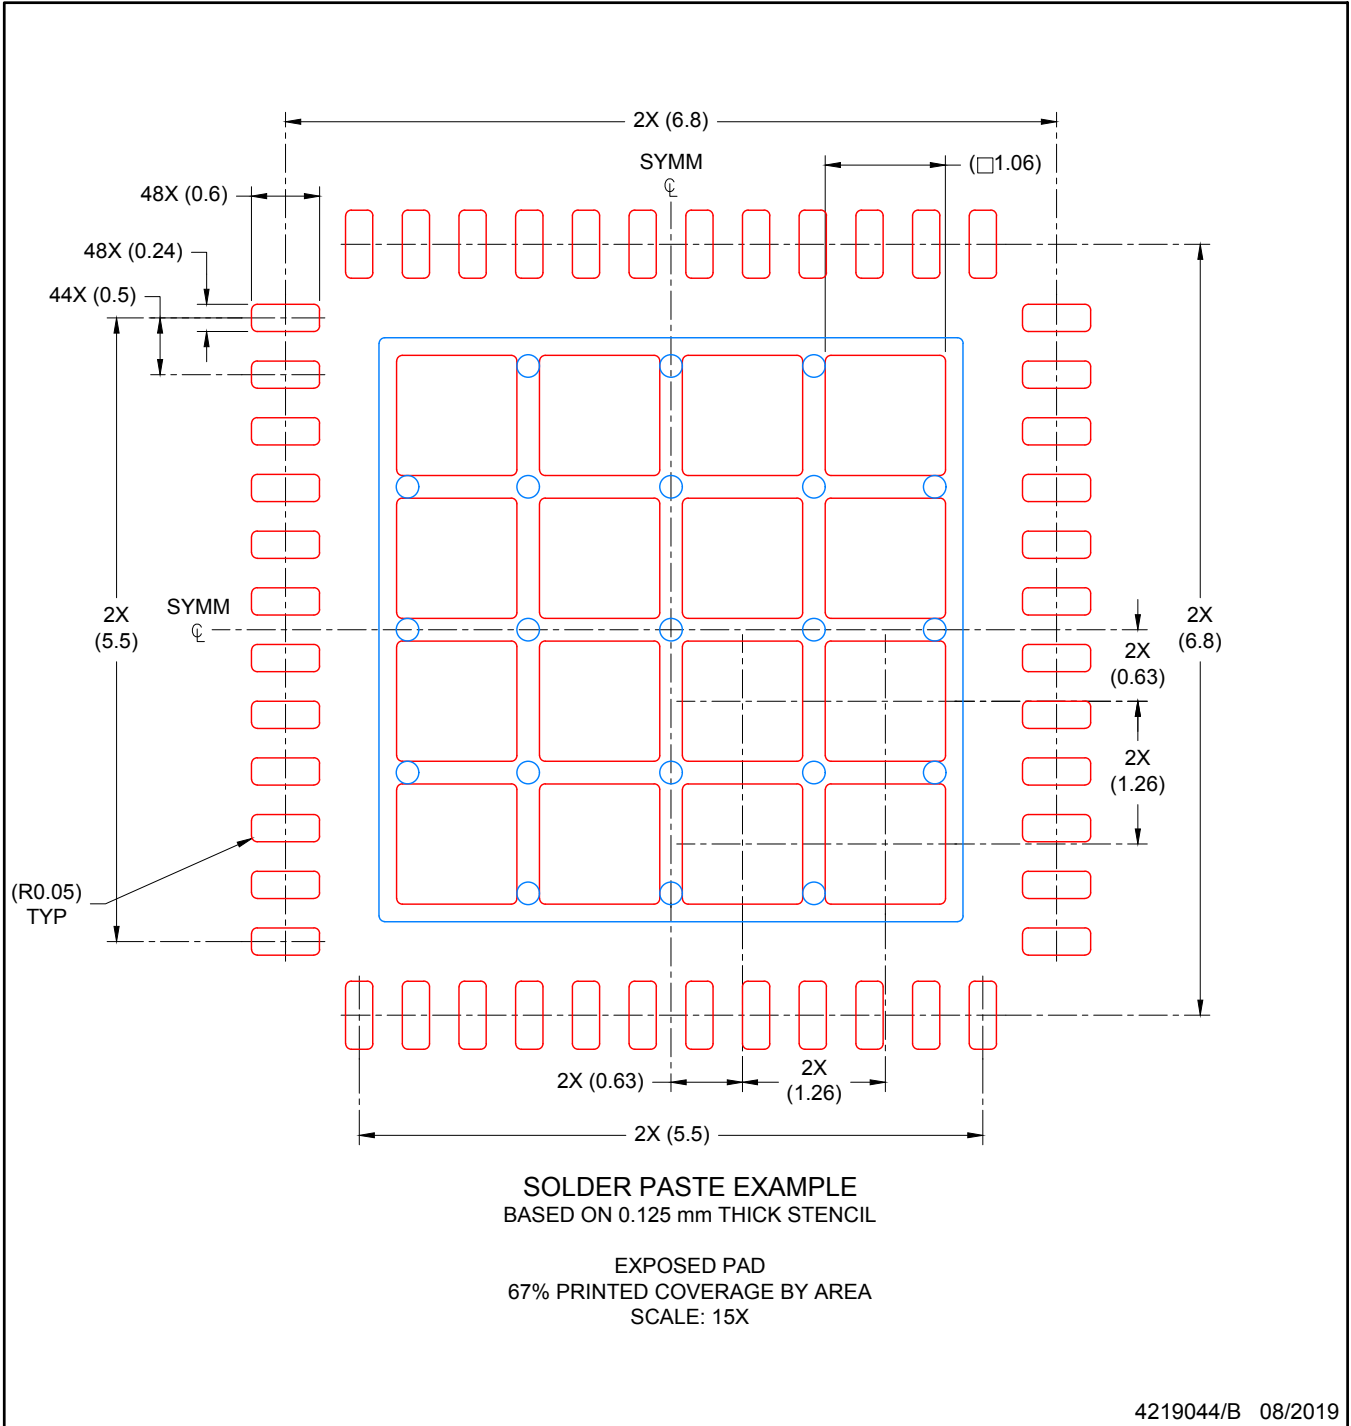 2X (6.8)
SYMM
℄
(□1.06)
48X (0.6)
48X (0.24)
44X (0.5)
2X
(5.5)
SYMM
℄
2X
(6.8)
2X
(0.63)
2X
(1.26)
(R0.05)
TYP
2X (0.63)
2X
(1.26)
2X (5.5)
SOLDER PASTE EXAMPLE
BASED ON 0.125 mm THICK STENCIL
EXPOSED PAD
67% PRINTED COVERAGE BY AREA
SCALE: 15X
4219044/B 08/2019